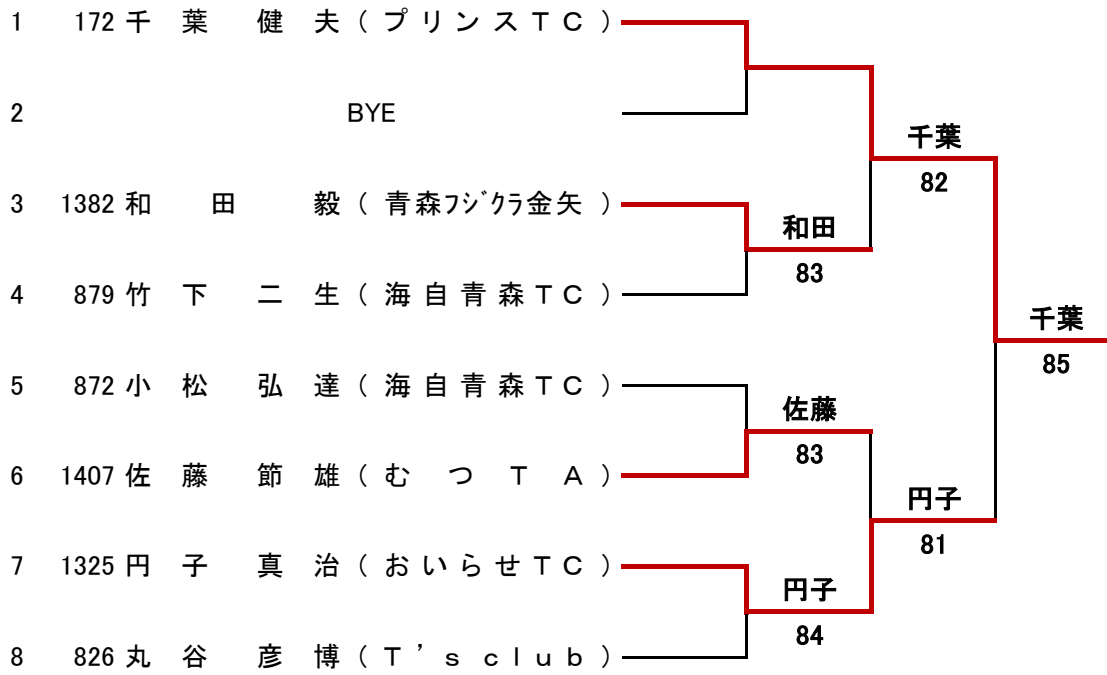 1 172 千葉 健夫 (プリンスTC)
2 BYE
千葉
82
3 1382 和田 毅 (青森フジクラ金矢)
和田
83
4 879 竹下 二生 (海自青森TC)
千葉
85
5 872 小松 弘達 (海自青森TC)
佐藤
83
6 1407 佐藤 節雄 (むつTA)
円子
81
7 1325 円子 真治 (おいらせTC)
円子
84
8 826 丸谷 彦博 (T's club)